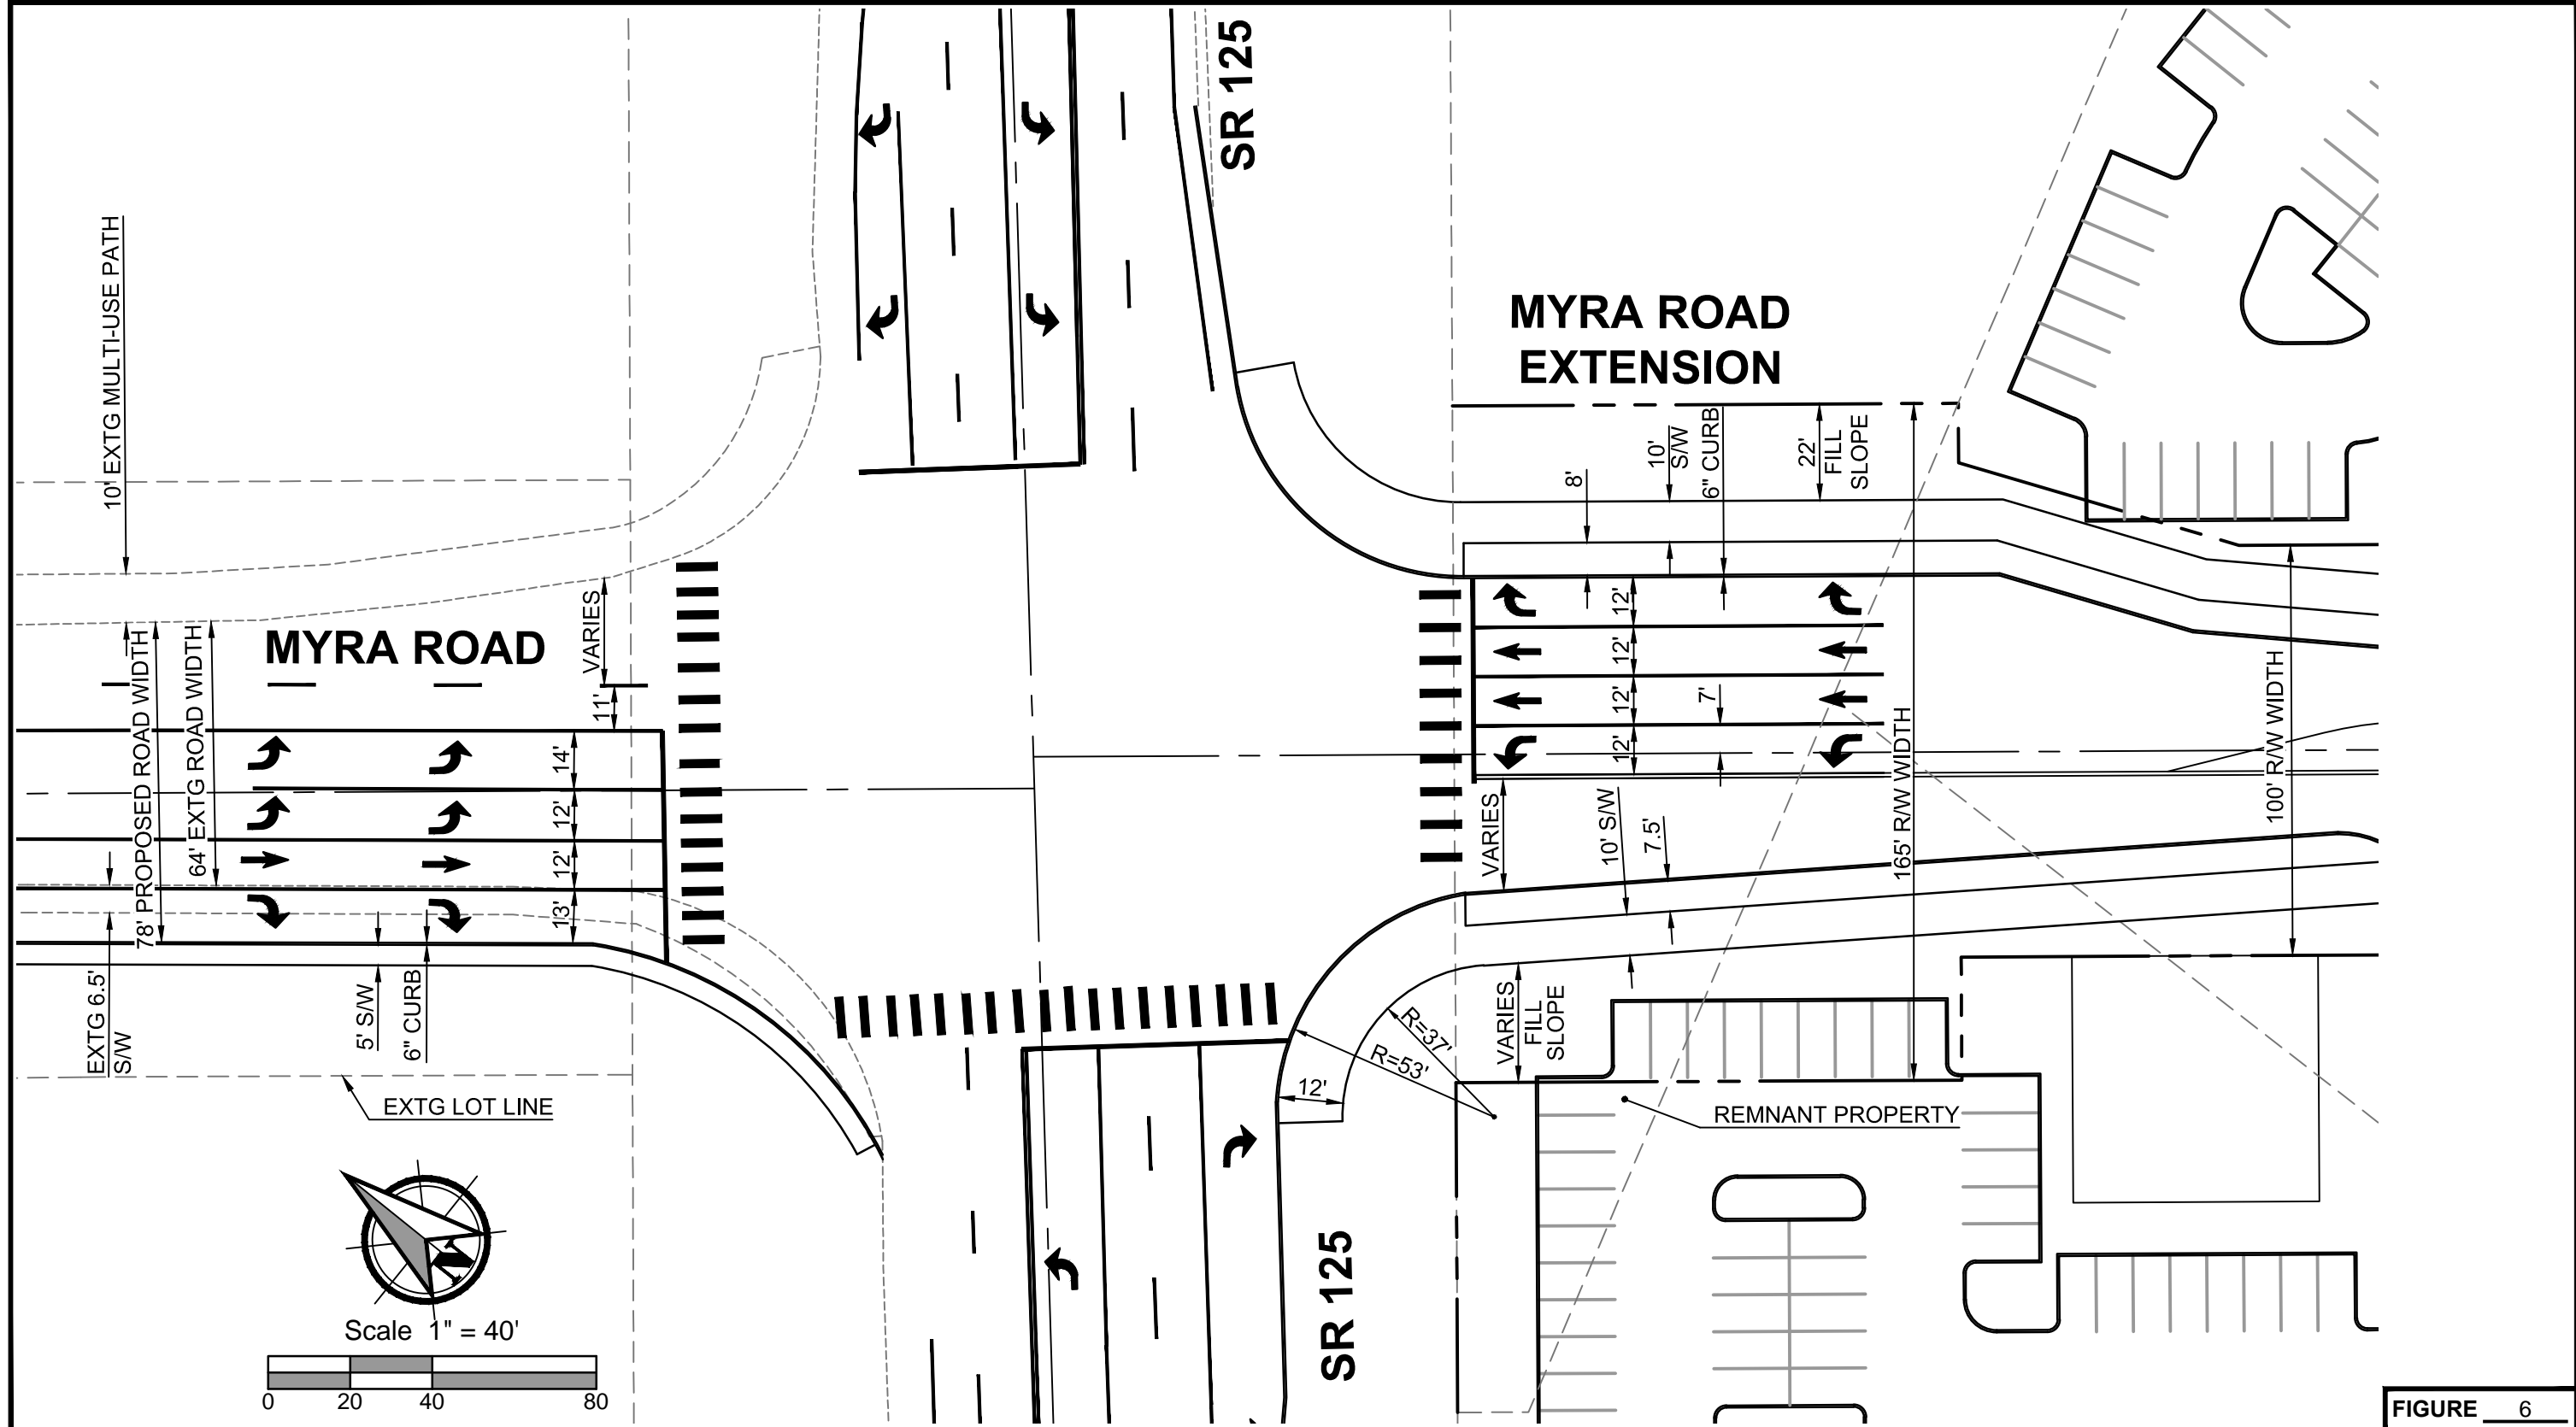 SR 125
10' EXTG MULTI-USE PATH
MYRA ROAD
EXTENSION
8'
10'
S/W
6" CURB
22'
FILL
SLOPE
MYRA ROAD
VARIES
11'
78' PROPOSED ROAD WIDTH
64' EXTG ROAD WIDTH
14'
12'
12'
13'
12'
12'
12'
12'
7'
165' R/W WIDTH
100' R/W WIDTH
VARIES
10' S/W
7.5'
EXTG 6.5'
S/W
5' S/W
6" CURB
EXTG LOT LINE
VARIES
FILL
SLOPE
R=37'
R=53'
12'
REMNANT PROPERTY
SR 125
N
Scale 1" = 40'
0 20 40 80
FIGURE 6